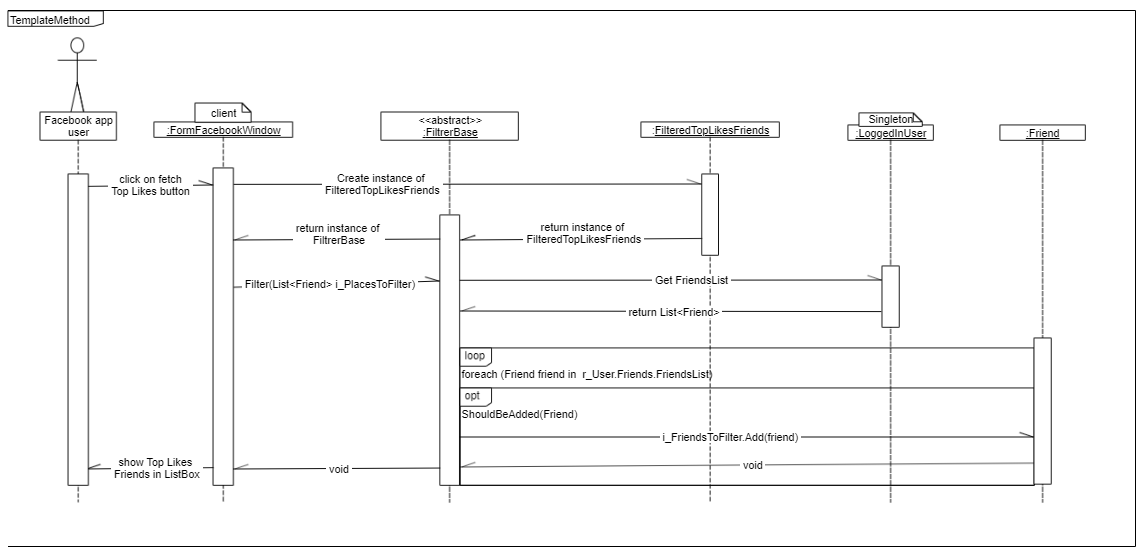 TemplateMethod
Facebook app
user
client
:FormFacebookWindow
<<abstract>>
:FiltrerBase
:FilteredTopLikesFriends
Singleton
:LoggedInUser
:Friend
click on fetch
Top Likes button
Create instance of
FilteredTopLikesFriends
return instance of
FiltrerBase
return instance of
FilteredTopLikesFriends
Filter(List<Friend> i_PlacesToFilter)
Get FriendsList
return List<Friend>
loop
foreach (Friend friend in r_User.Friends.FriendsList)
opt
ShouldBeAdded(Friend)
i_FriendsToFilter.Add(friend)
show Top Likes
Friends in ListBox
void
void